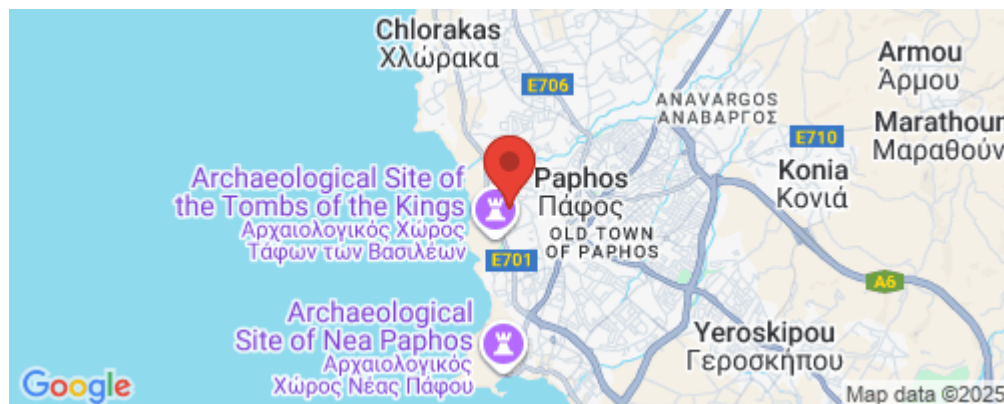 Chlorakas
Χλώρακα
E706
ANAVARGOS
ΑΝΑΒΑΡΓΟΣ
Armou
Άρμου
Marathoun
Μαραθούν
E710
Konia
Κονιά
Archaeological Site of
the Tombs of the Kings
Αρχαιολογικός Χώρος
Τάφων των Βασιλέων
Paphos
Πάφος
OLD TOWN
OF PAPHOS
E701
A6
Archaeological
Site of Nea Paphos
Αρχαιολογικός
Χώρος Νέας Πάφου
Yeroskipou
Γεροσκήπου
Google
Map data ©2025